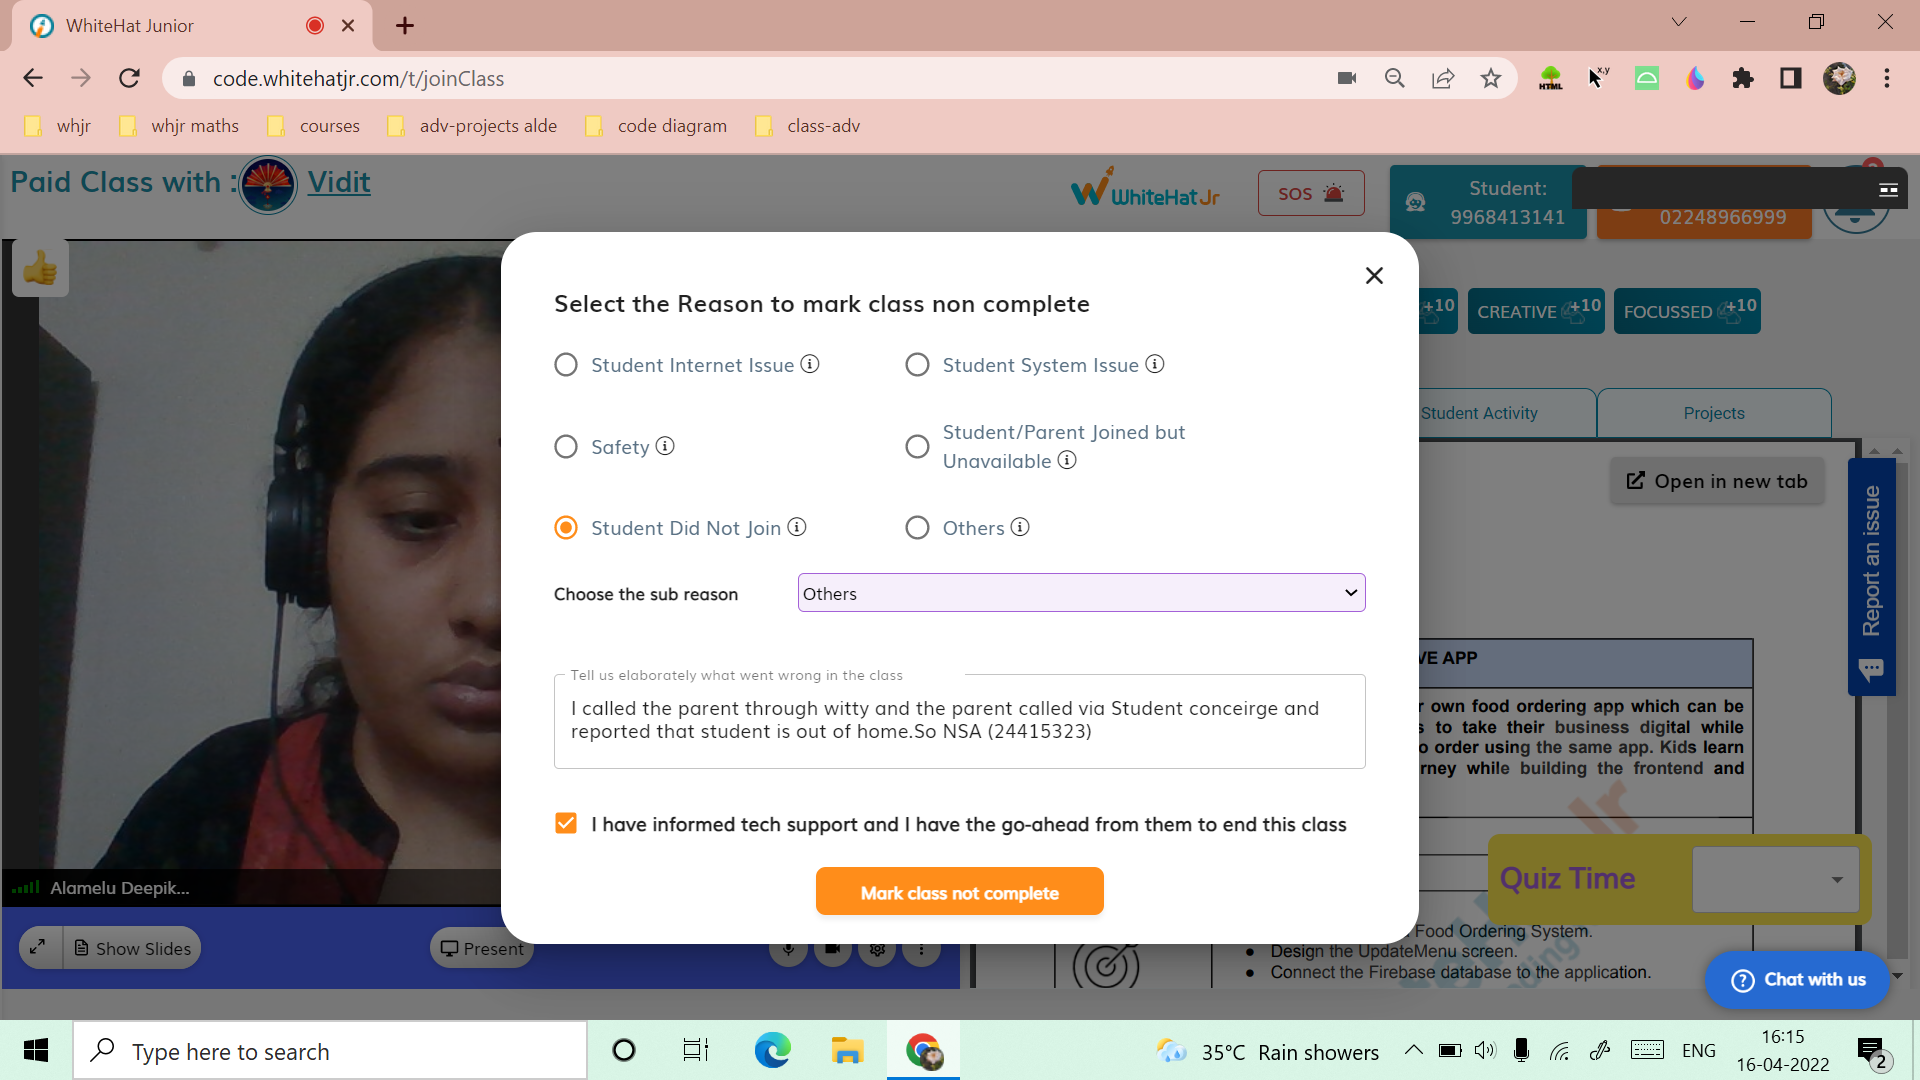 WhiteHat Junior
code.whitehatjr.com/t/joinClass
x,y
HTML
whjr
whjr maths
courses
adv-projects alde
code diagram
class-adv
Paid Class with :
Vidit
WHiTEHATJR
SOS
Student:
9968413141
02248966999
+10
CREATIVE +10
FOCUSSED +10
Select the Reason to mark class non complete
Student Internet Issue
Student System Issue
Safety
Student/Parent Joined but
Unavailable
Student Did Not Join
Others
Choose the sub reason
Others
Tell us elaborately what went wrong in the class
I called the parent through witty and the parent called via Student conceirge and
reported that student is out of home.So NSA (24415323)
I have informed tech support and I have the go-ahead from them to end this class
Mark class not complete
Student Activity
Projects
Open in new tab
Report an issue
VE APP
own food ordering app which can be
to take their business digital while
o order using the same app. Kids learn
rney while building the frontend and
Quiz Time
Food Ordering System.
• Design the UpdateMenu screen.
• Connect the Firebase database to the application.
Chat with us
Alamelu Deepik...
Show Slides
Present
Type here to search
35°C Rain showers
ENG
16:15
16-04-2022
2